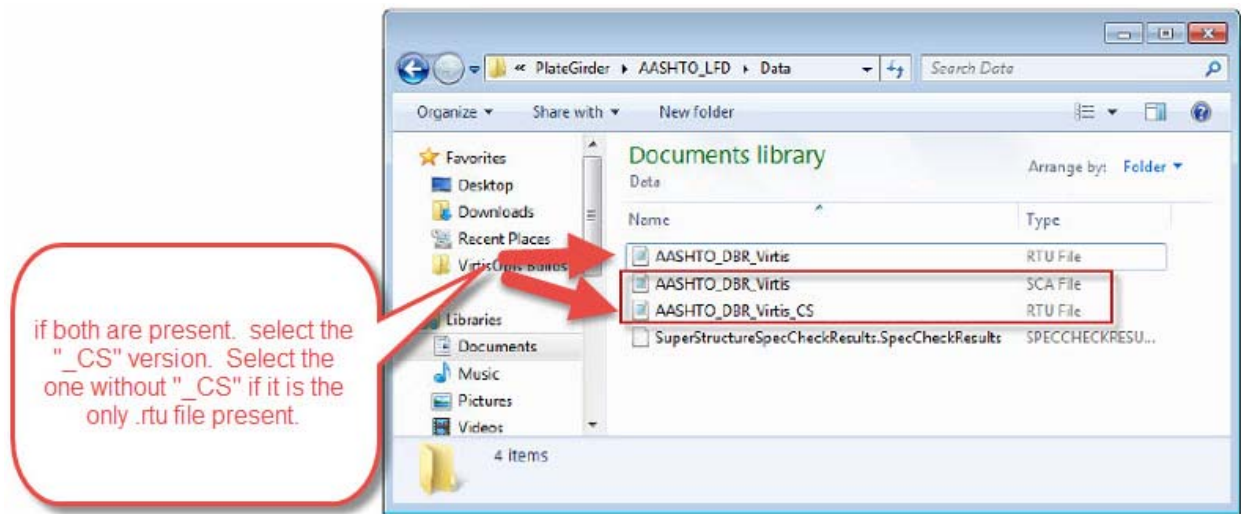 « PlateGirder ▸ AASHTO_LFD ▸ Data
Search Data
Organize
Share with
New folder
Favorites
Desktop
Downloads
Recent Places
VirtisOpis Builds
Libraries
Documents
Music
Pictures
Videos
Documents library
Data
Arrange by: Folder
Name Type
AASHTO_DBR_Virtis RTU File
AASHTO_DBR_Virtis SCA File
AASHTO_DBR_Virtis_CS RTU File
SuperStructureSpecCheckResults.SpecCheckResults SPECCHECKRESU...
4 items
if both are present. select the
"_CS" version. Select the
one without "_CS" if it is the
only .rtu file present.